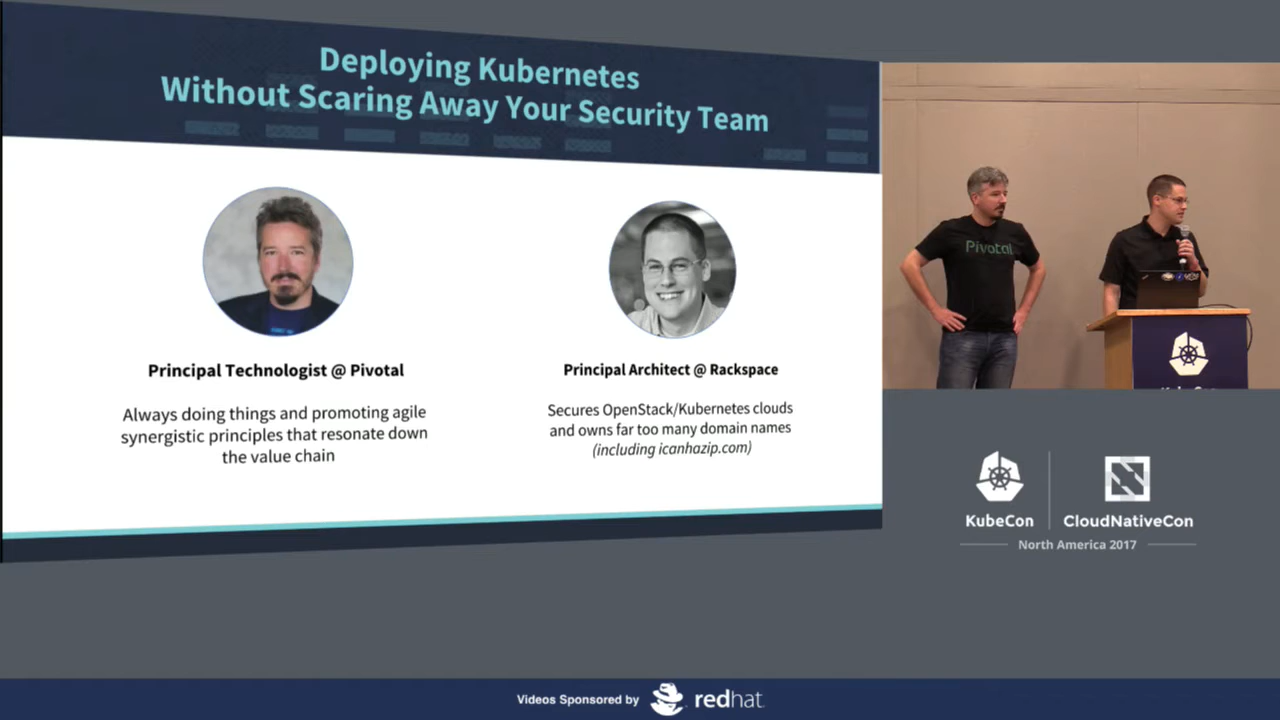 Deploying Kubernetes
Without Scaring Away Your Security Team
Principal Technologist @ Pivotal
Always doing things and promoting agile
synergistic principles that resonate down
the value chain
Principal Architect @ Rackspace
Secures OpenStack/Kubernetes clouds
and owns far too many domain names
(including icanhazip.com)
Pivotal
KubeCon
CloudNativeCon
North America 2017
Videos Sponsored by
redhat